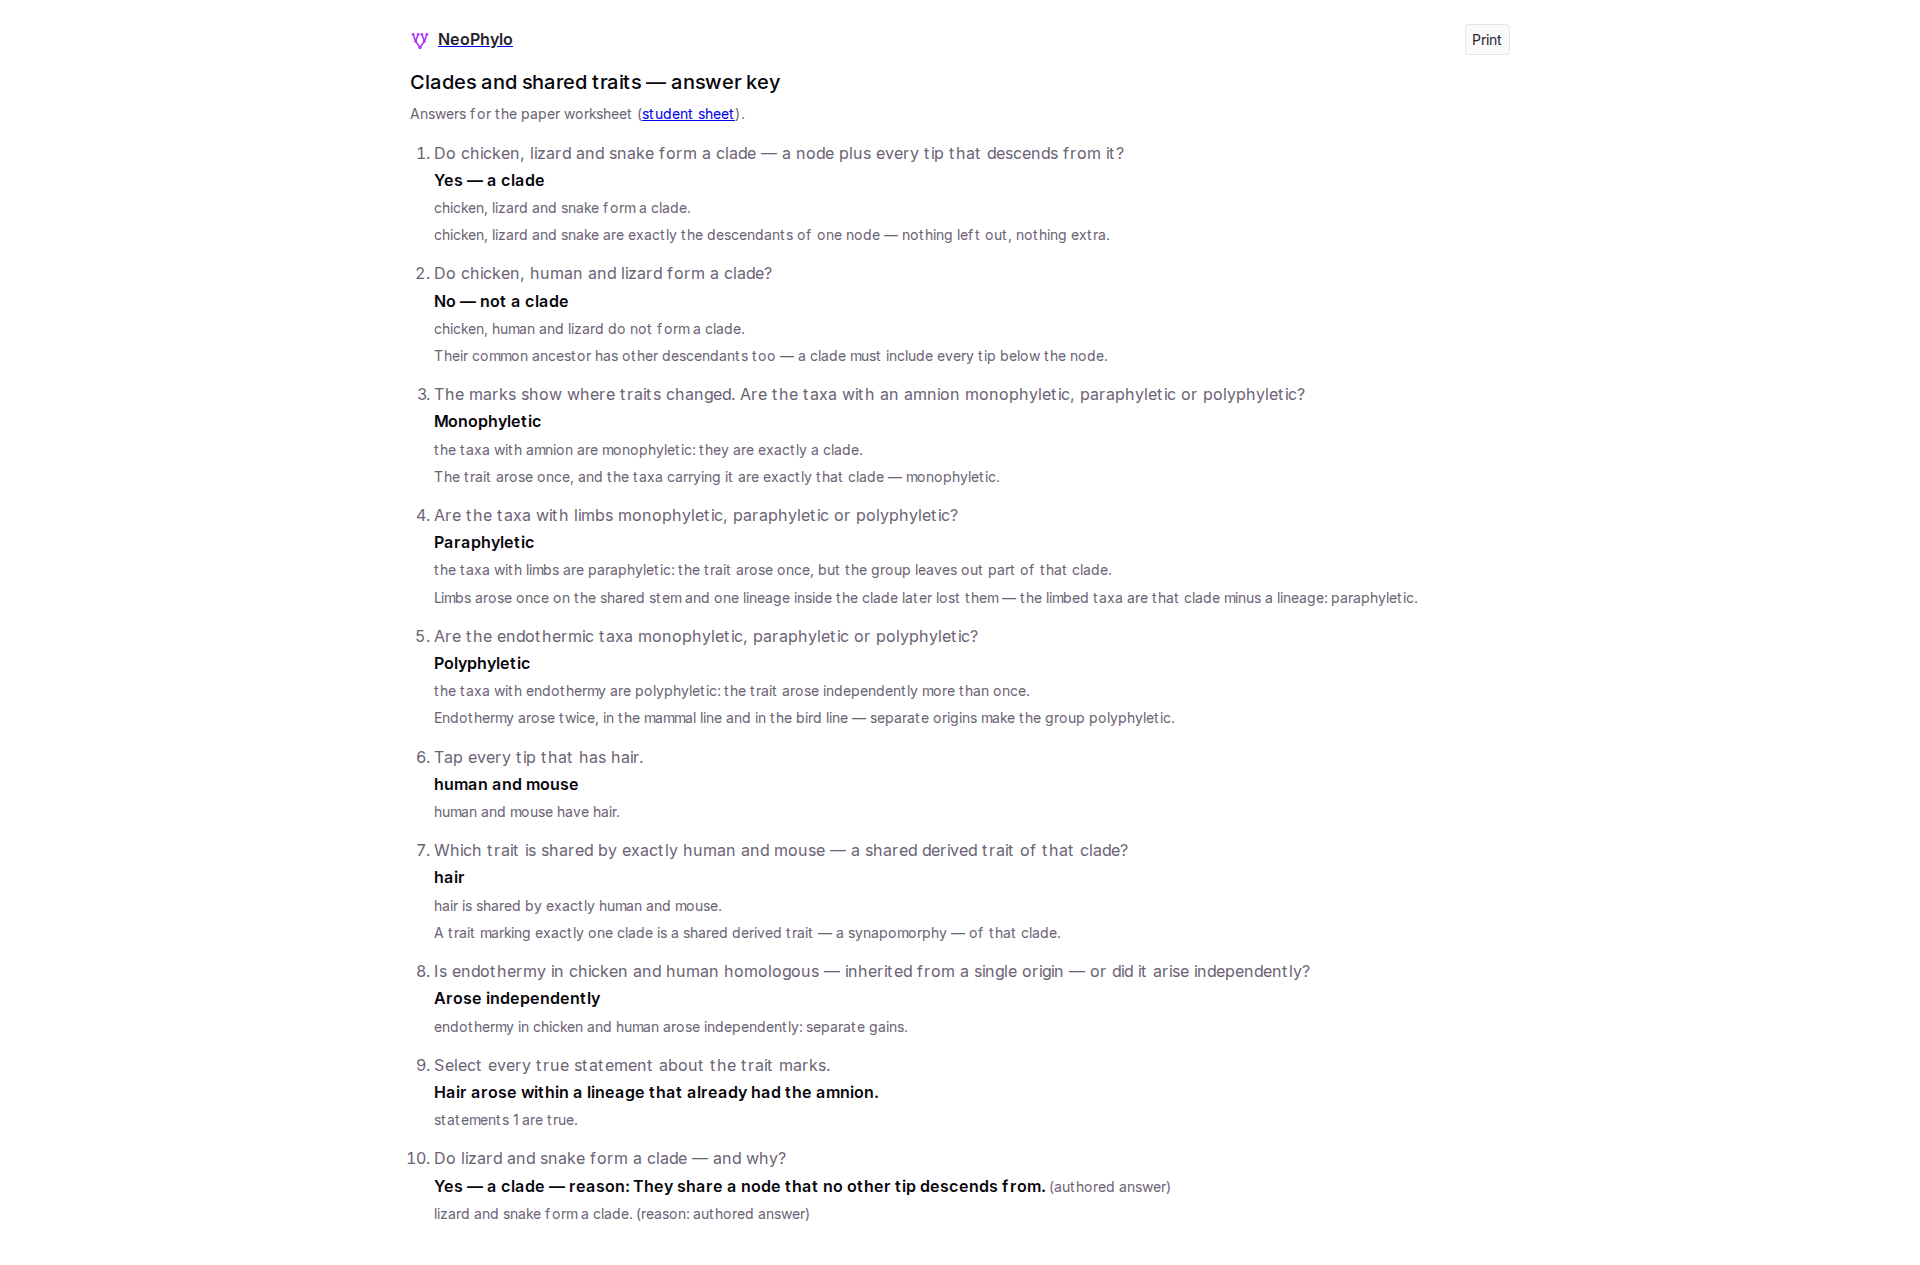 NeoPhylo
Print
Clades and shared traits — answer key
Answers for the paper worksheet (student sheet).
1. Do chicken, lizard and snake form a clade — a node plus every tip that descends from it?
Yes — a clade
chicken, lizard and snake form a clade.
chicken, lizard and snake are exactly the descendants of one node — nothing left out, nothing extra.
2. Do chicken, human and lizard form a clade?
No — not a clade
chicken, human and lizard do not form a clade.
Their common ancestor has other descendants too — a clade must include every tip below the node.
3. The marks show where traits changed. Are the taxa with an amnion monophyletic, paraphyletic or polyphyletic?
Monophyletic
the taxa with amnion are monophyletic: they are exactly a clade.
The trait arose once, and the taxa carrying it are exactly that clade — monophyletic.
4. Are the taxa with limbs monophyletic, paraphyletic or polyphyletic?
Paraphyletic
the taxa with limbs are paraphyletic: the trait arose once, but the group leaves out part of that clade.
Limbs arose once on the shared stem and one lineage inside the clade later lost them — the limbed taxa are that clade minus a lineage: paraphyletic.
5. Are the endothermic taxa monophyletic, paraphyletic or polyphyletic?
Polyphyletic
the taxa with endothermy are polyphyletic: the trait arose independently more than once.
Endothermy arose twice, in the mammal line and in the bird line — separate origins make the group polyphyletic.
6. Tap every tip that has hair.
human and mouse
human and mouse have hair.
7. Which trait is shared by exactly human and mouse — a shared derived trait of that clade?
hair
hair is shared by exactly human and mouse.
A trait marking exactly one clade is a shared derived trait — a synapomorphy — of that clade.
8. Is endothermy in chicken and human homologous — inherited from a single origin — or did it arise independently?
Arose independently
endothermy in chicken and human arose independently: separate gains.
9. Select every true statement about the trait marks.
Hair arose within a lineage that already had the amnion.
statements 1 are true.
10. Do lizard and snake form a clade — and why?
Yes — a clade — reason: They share a node that no other tip descends from. (authored answer)
lizard and snake form a clade. (reason: authored answer)